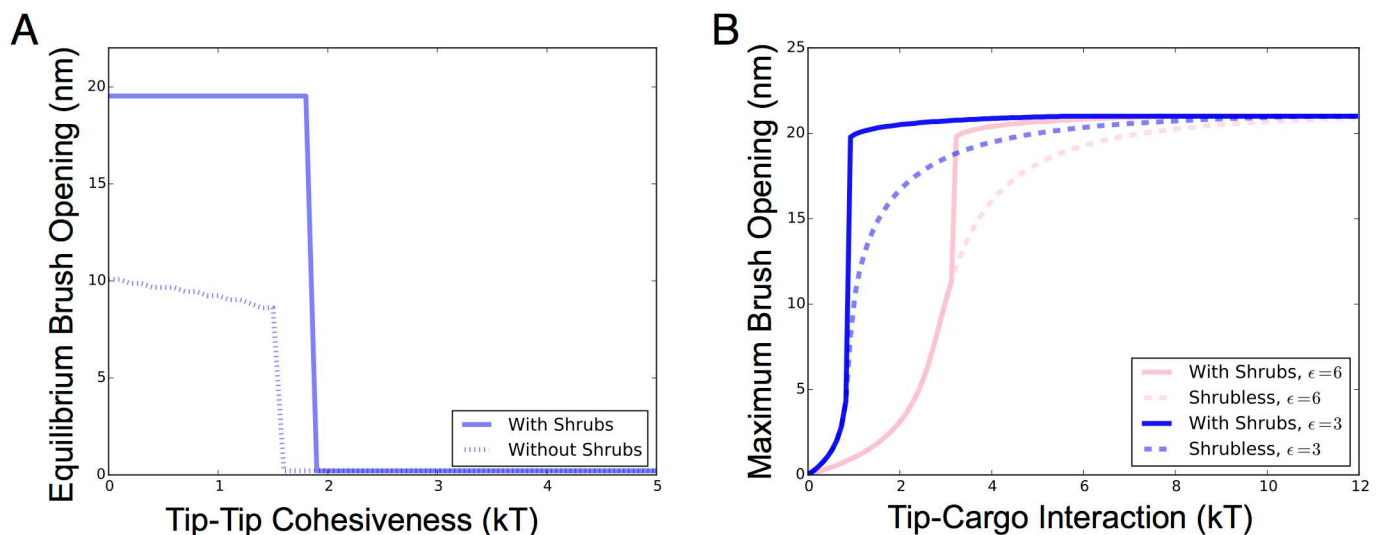 A
Equilibrium Brush Opening (nm)
20
15
10
5
0
0 1 2 3 4 5
Tip-Tip Cohesiveness (kT)
With Shrubs
Without Shrubs
B
Maximum Brush Opening (nm)
25
20
15
10
5
0
0 2 4 6 8 10 12
Tip-Cargo Interaction (kT)
With Shrubs, ϵ=6
Shrubless, ϵ=6
With Shrubs, ϵ=3
Shrubless, ϵ=3